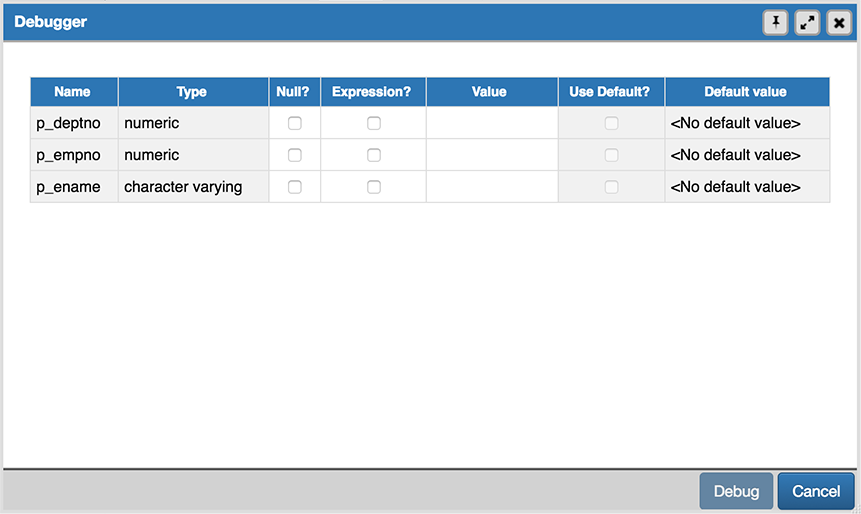 Debugger
Name Type Null? Expression? Value Use Default? Default value
p_deptno numeric <No default value>
p_empno numeric <No default value>
p_ename character varying <No default value>
Debug Cancel